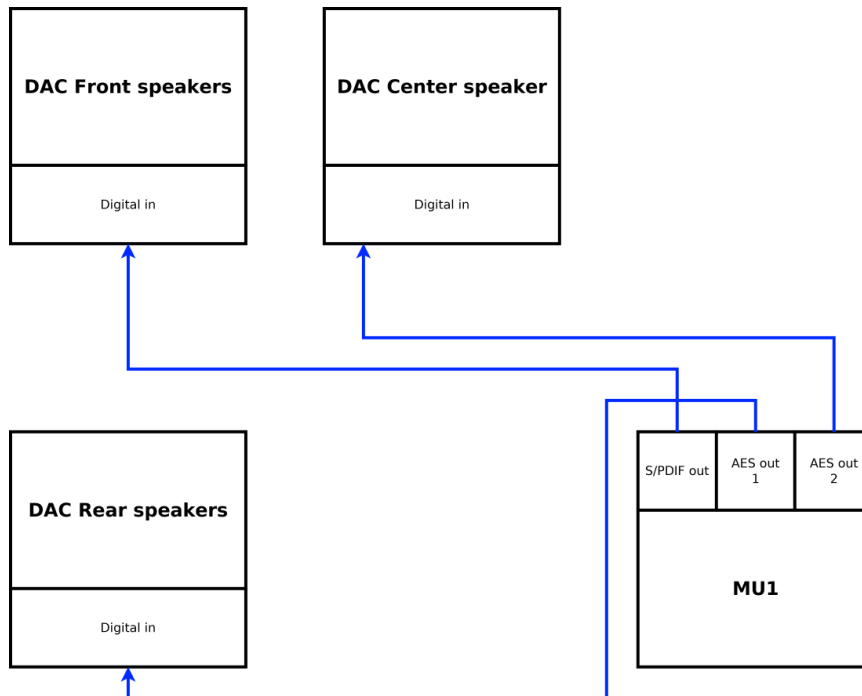 DAC Front speakers
DAC Center speaker
Digital in
Digital in
DAC Rear speakers
Digital in
S/PDIF out
AES out
1
AES out
2
MU1